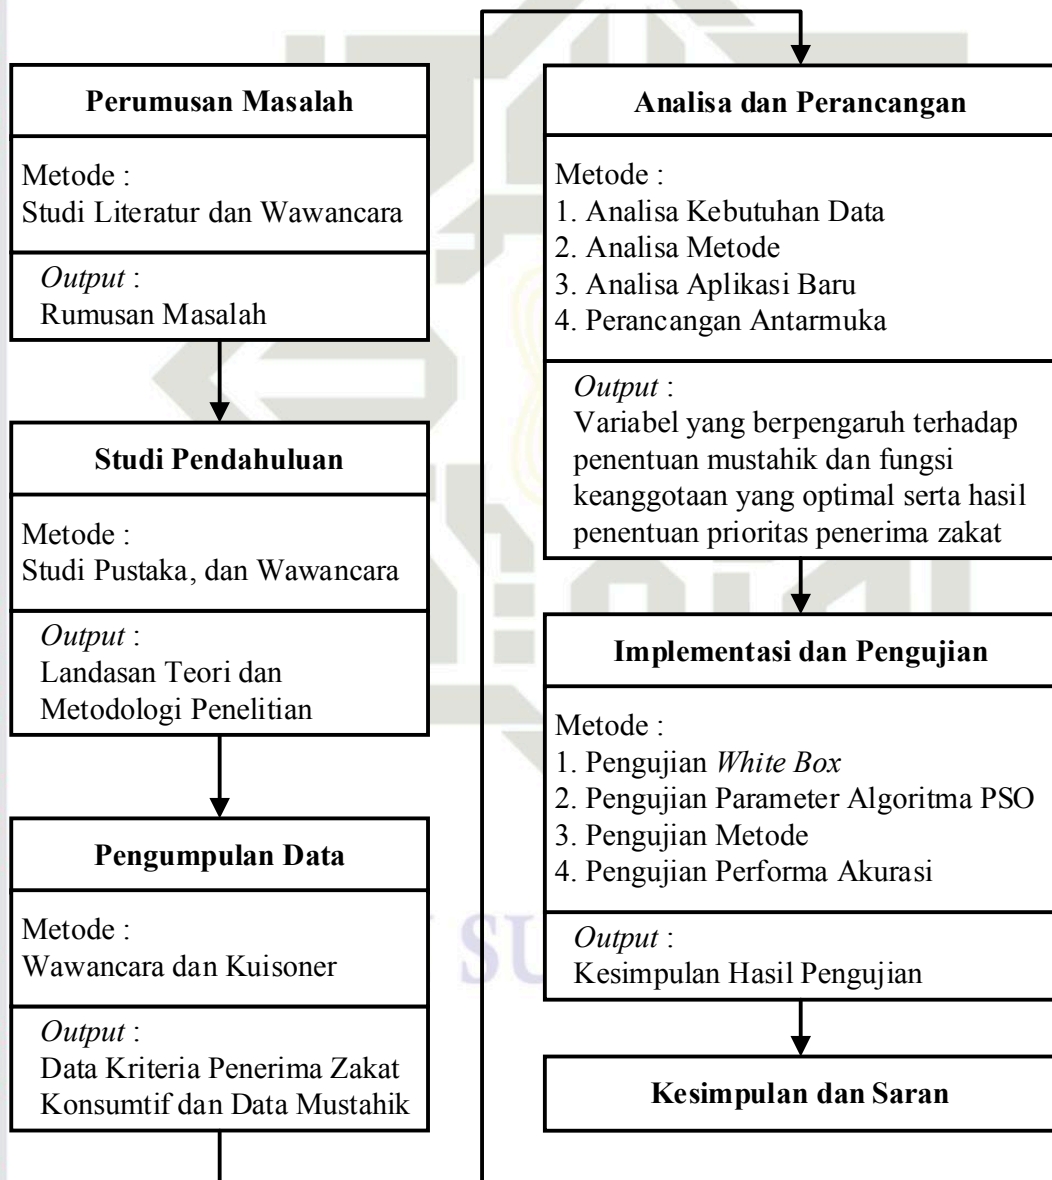 Perumusan Masalah
Metode :
Studi Literatur dan Wawancara
Output :
Rumusan Masalah
Studi Pendahuluan
Metode :
Studi Pustaka, dan Wawancara
Output :
Landasan Teori dan
Metodologi Penelitian
Pengumpulan Data
Metode :
Wawancara dan Kuisoner
Output :
Data Kriteria Penerima Zakat
Konsumtif dan Data Mustahik
Analisa dan Perancangan
Metode :
1. Analisa Kebutuhan Data
2. Analisa Metode
3. Analisa Aplikasi Baru
4. Perancangan Antarmuka
Output :
Variabel yang berpengaruh terhadap
penentuan mustahik dan fungsi
keanggotaan yang optimal serta hasil
penentuan prioritas penerima zakat
Implementasi dan Pengujian
Metode :
1. Pengujian White Box
2. Pengujian Parameter Algoritma PSO
3. Pengujian Metode
4. Pengujian Performa Akurasi
Output :
Kesimpulan Hasil Pengujian
Kesimpulan dan Saran